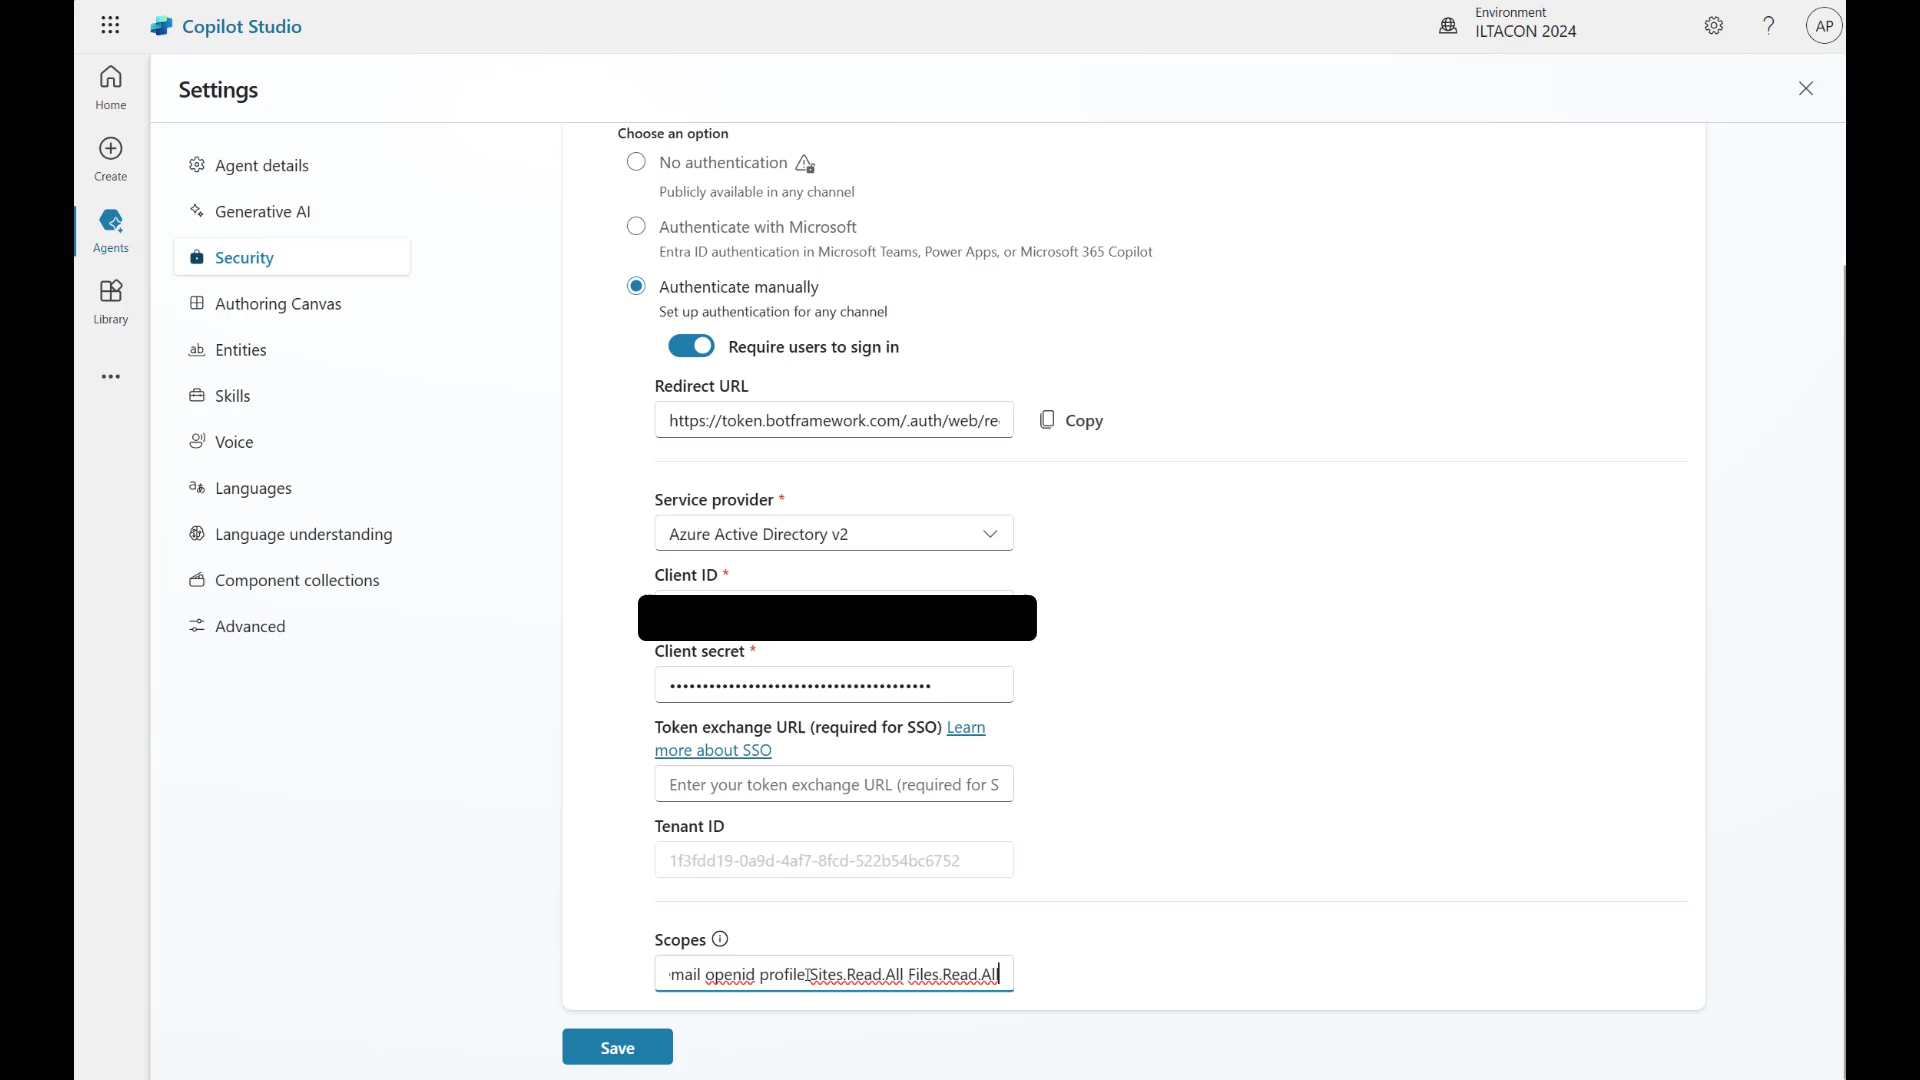 Copilot Studio
Environment
ILTACON 2024
AP
Home
Create
Agents
Library
Settings
Agent details
Generative AI
Security
Authoring Canvas
Entities
Skills
Voice
Languages
Language understanding
Component collections
Advanced
Choose an option
No authentication
Publicly available in any channel
Authenticate with Microsoft
Entra ID authentication in Microsoft Teams, Power Apps, or Microsoft 365 Copilot
Authenticate manually
Set up authentication for any channel
Require users to sign in
Redirect URL
https://token.botframework.com/.auth/web/re
Copy
Service provider *
Azure Active Directory v2
Client ID *
Client secret *
••••••••••••••••••••••••••••••••••••••••
Token exchange URL (required for SSO) Learn
more about SSO
Enter your token exchange URL (required for S
Tenant ID
1f3fdd19-0a9d-4af7-8fcd-522b54bc6752
Scopes
mail openid profile Sites.Read.All Files.Read.All
Save